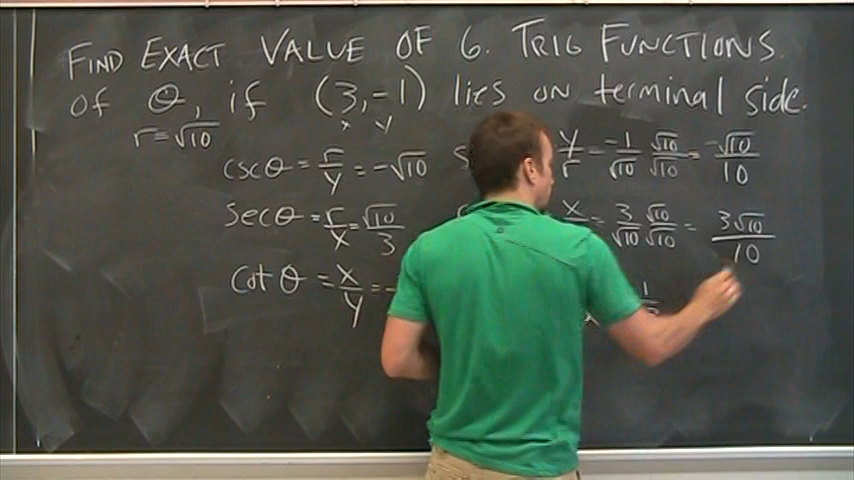 FIND EXACT VALUE OF 6. TRIG FUNCTIONS.
of θ, if (3, -1) lies on terminal side.
x y
r = √10
csc θ = r/y = -√10 y/r = -1/√10 √10/√10 = -√10/10
sec θ = r/x = √10/3 x = 3/√10 √10/√10 = 3√10/10
cot θ = x/y = - 1